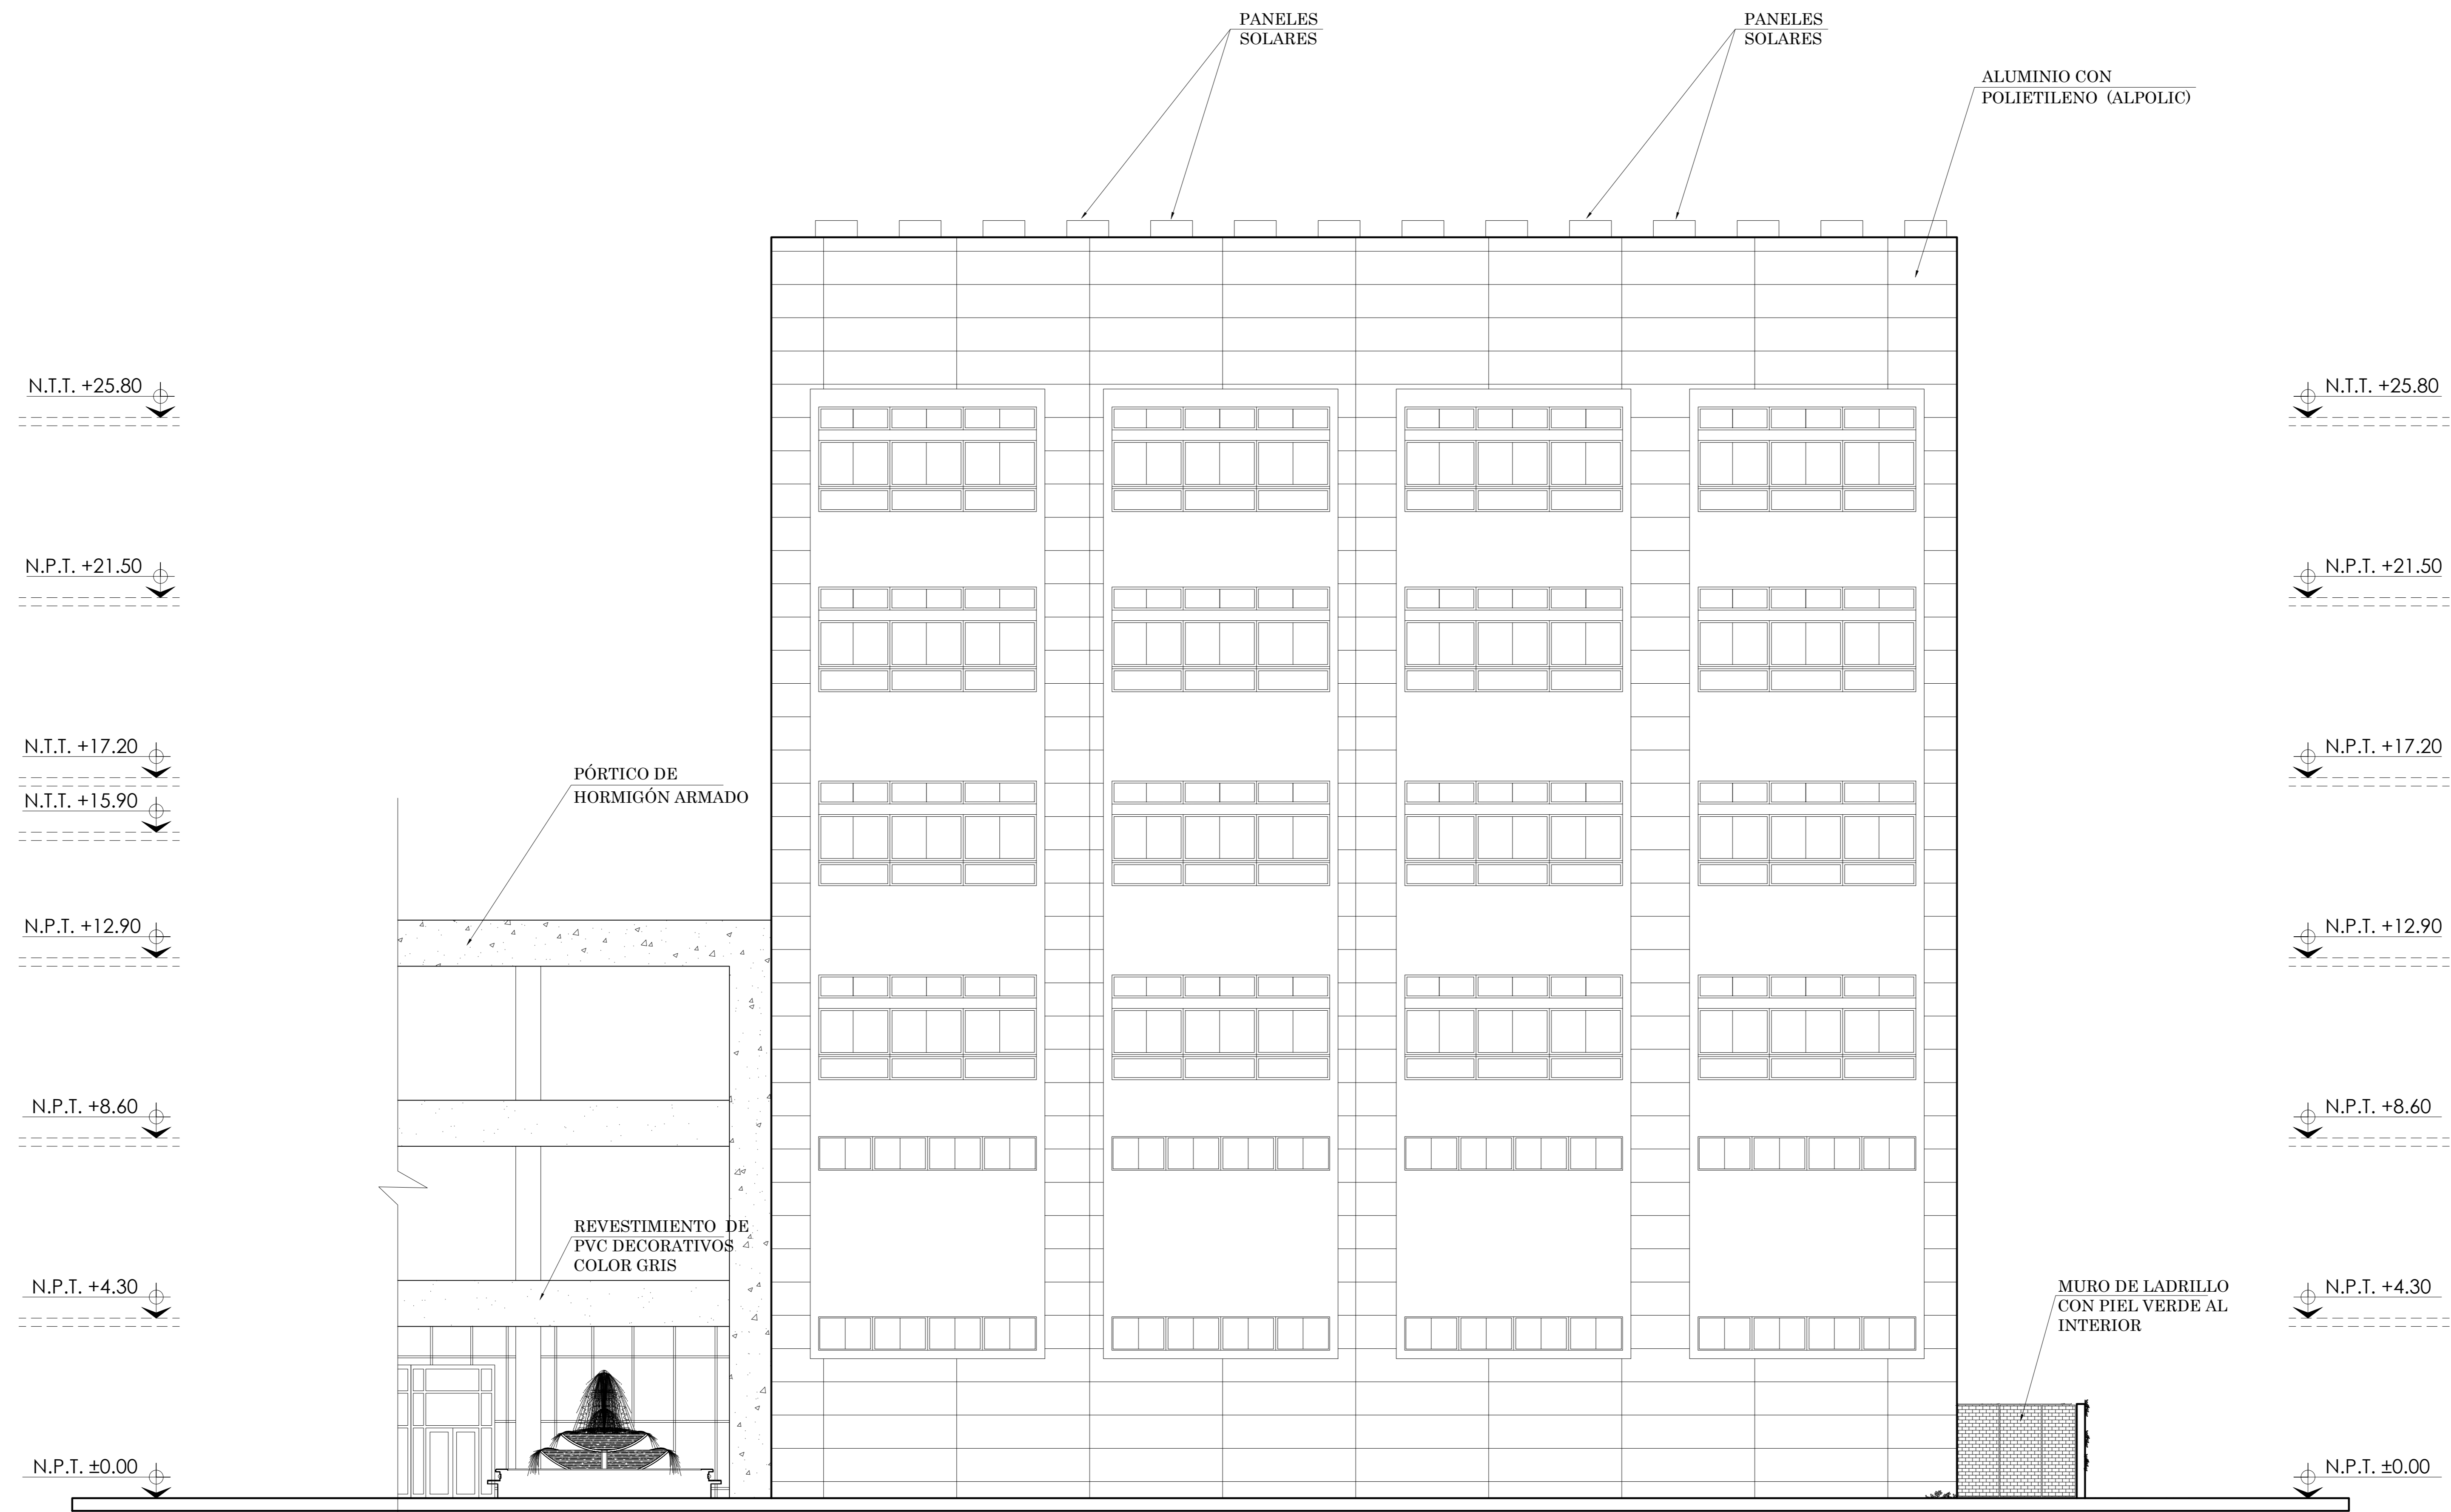 PANELES
SOLARES
PANELES
SOLARES
ALUMINIO CON
POLIETILENO (ALPOLIC)
N.T.T. +25.80
N.T.T. +25.80
N.P.T. +21.50
N.P.T. +21.50
N.T.T. +17.20
N.P.T. +17.20
PÓRTICO DE
HORMIGÓN ARMADO
N.T.T. +15.90
N.P.T. +12.90
N.P.T. +12.90
N.P.T. +8.60
N.P.T. +8.60
REVESTIMIENTO DE
PVC DECORATIVOS
COLOR GRIS
N.P.T. +4.30
MURO DE LADRILLO
CON PIEL VERDE AL
INTERIOR
N.P.T. +4.30
N.P.T. ±0.00
N.P.T. ±0.00